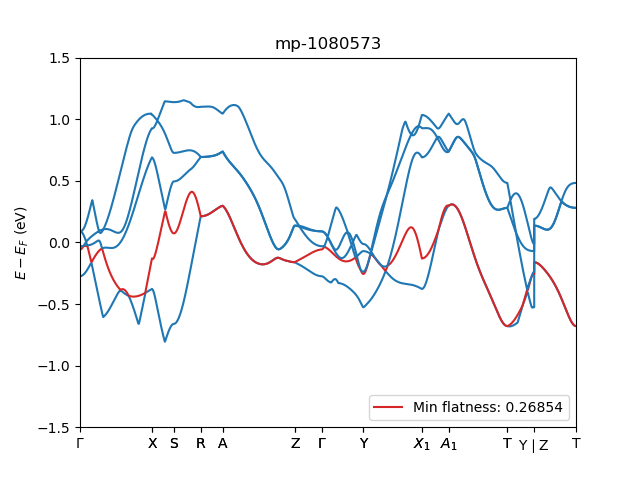 mp-1080573
1.5
1.0
0.5
0.0
−0.5
−1.0
−1.5
E − E_F (eV)
Min flatness: 0.26854
Γ X S R A Z Γ Y X₁ A₁ T Y | Z T